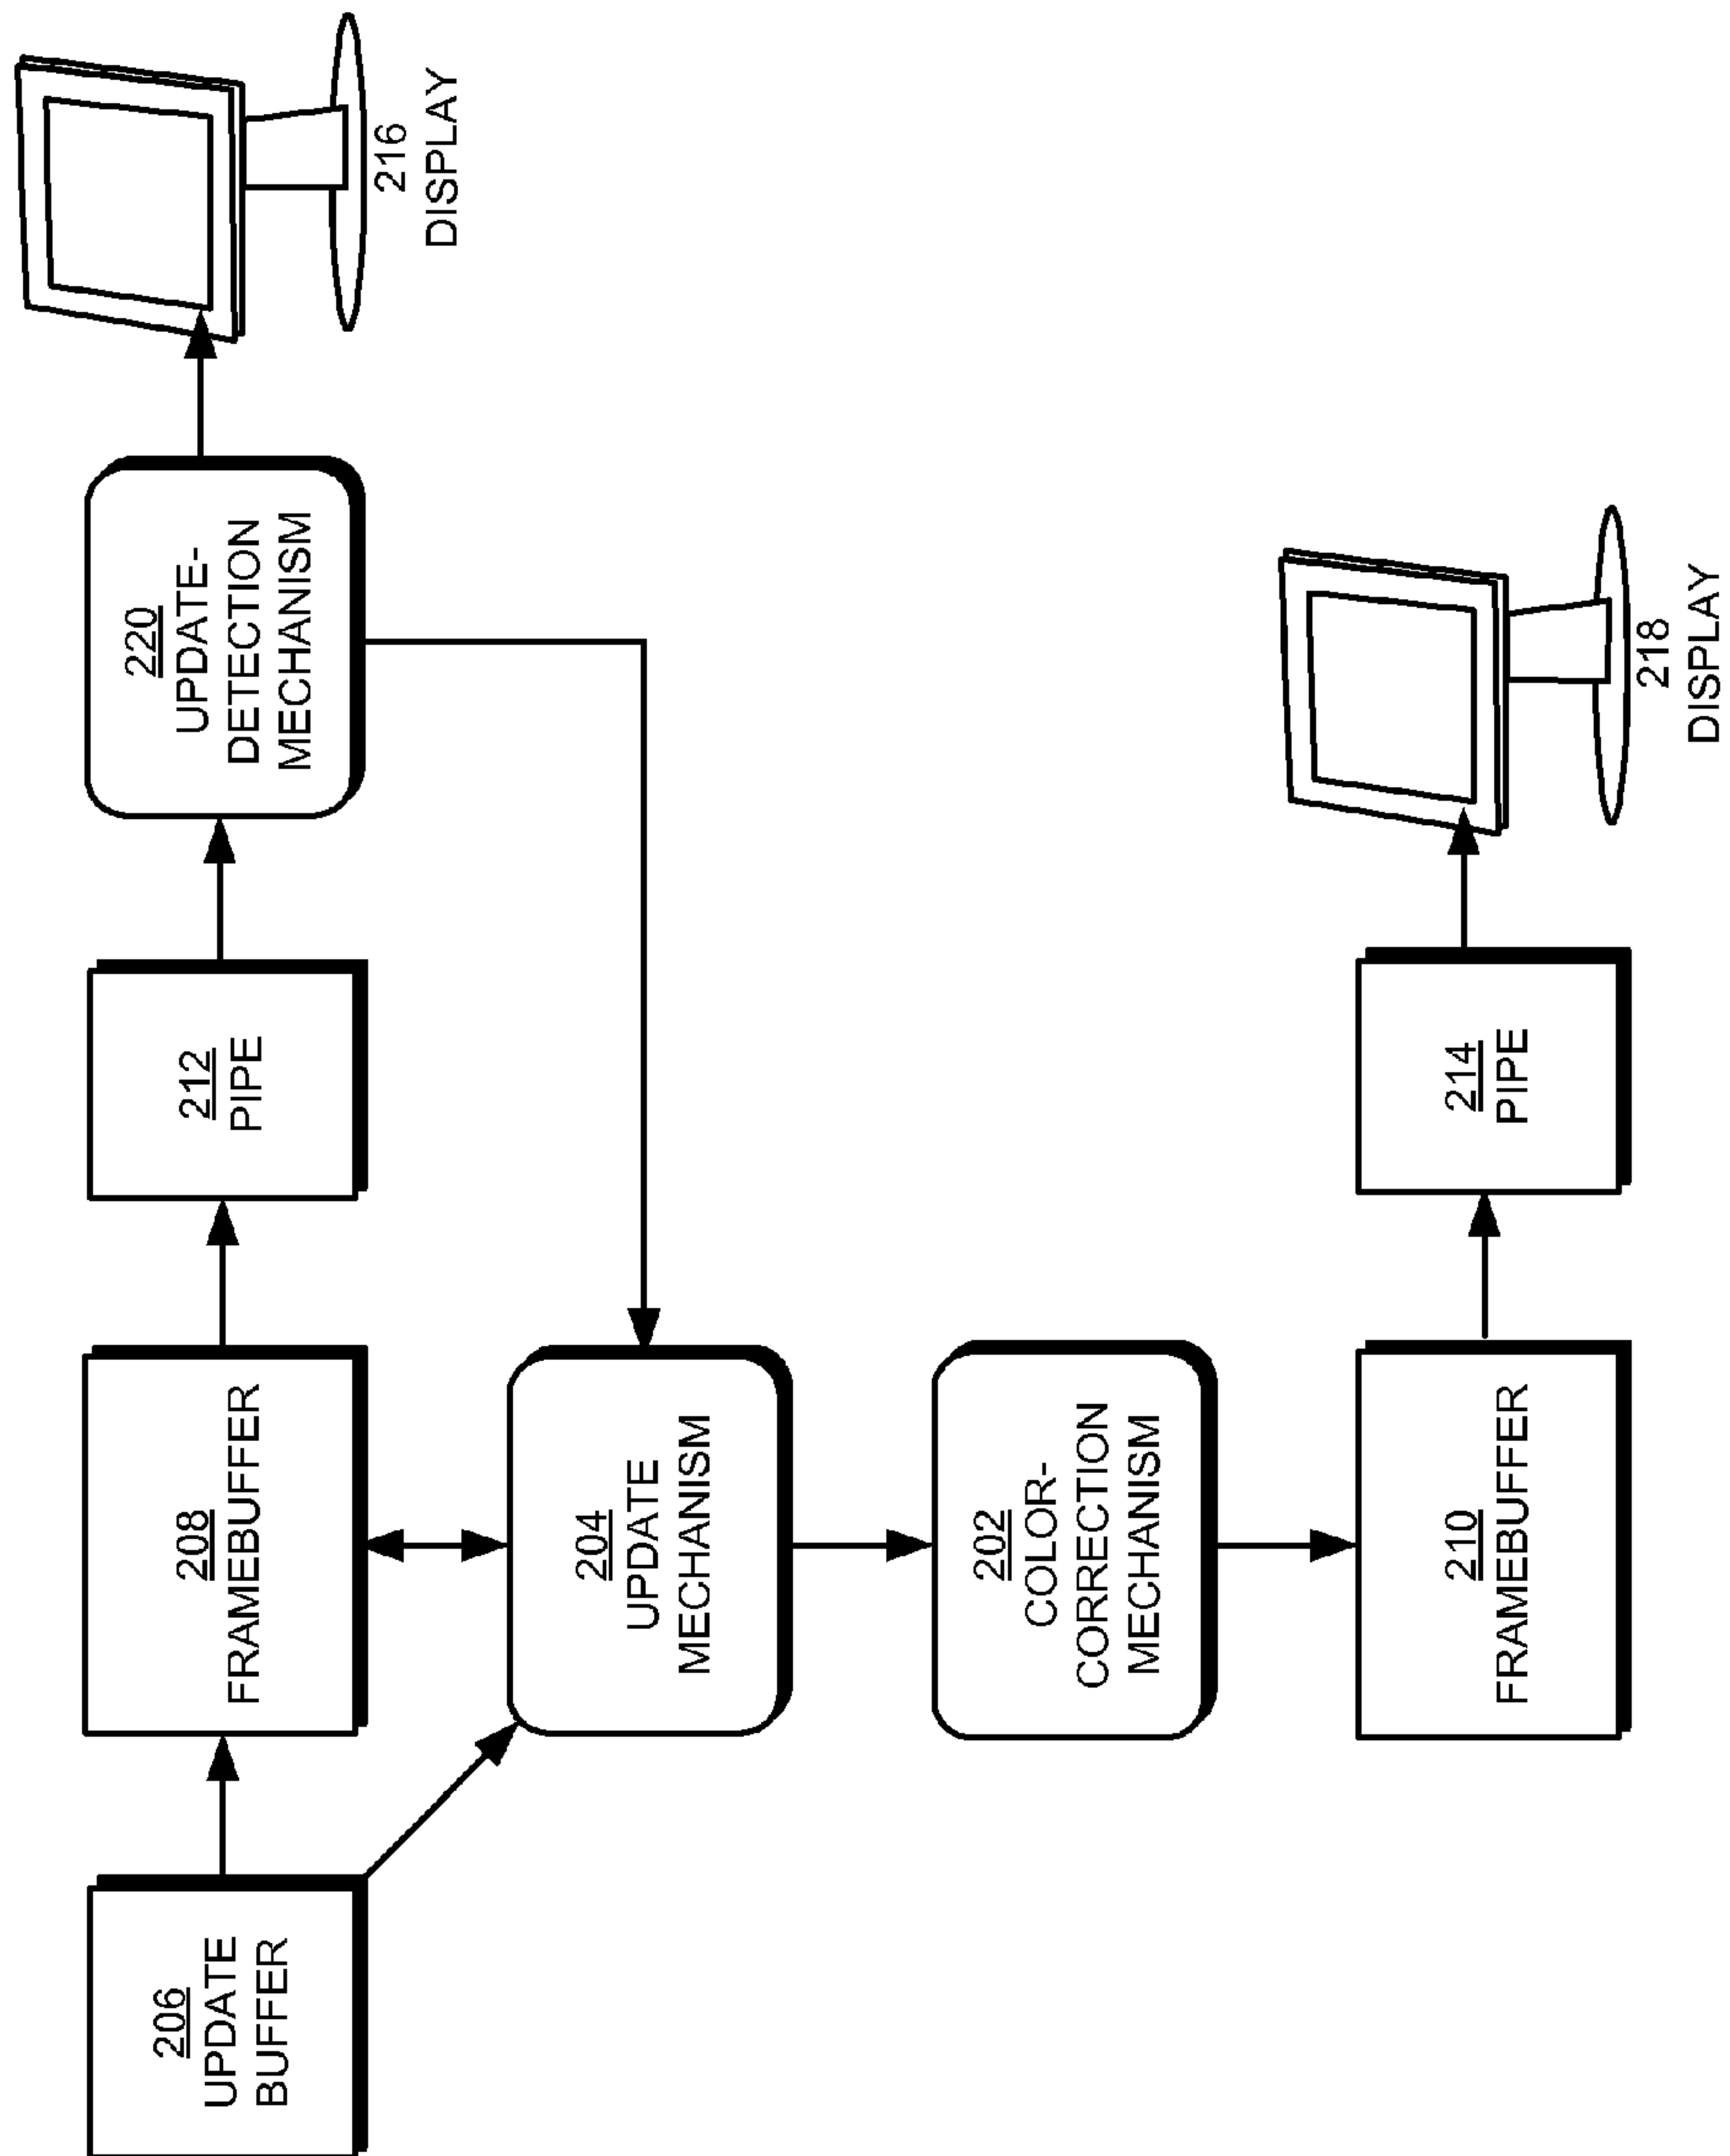 206
UPDATE
BUFFER
208
FRAMEBUFFER
212
PIPE
220
UPDATE-
DETECTION
MECHANISM
216
DISPLAY
204
UPDATE
MECHANISM
202
COLOR-
CORRECTION
MECHANISM
210
FRAMEBUFFER
214
PIPE
218
DISPLAY